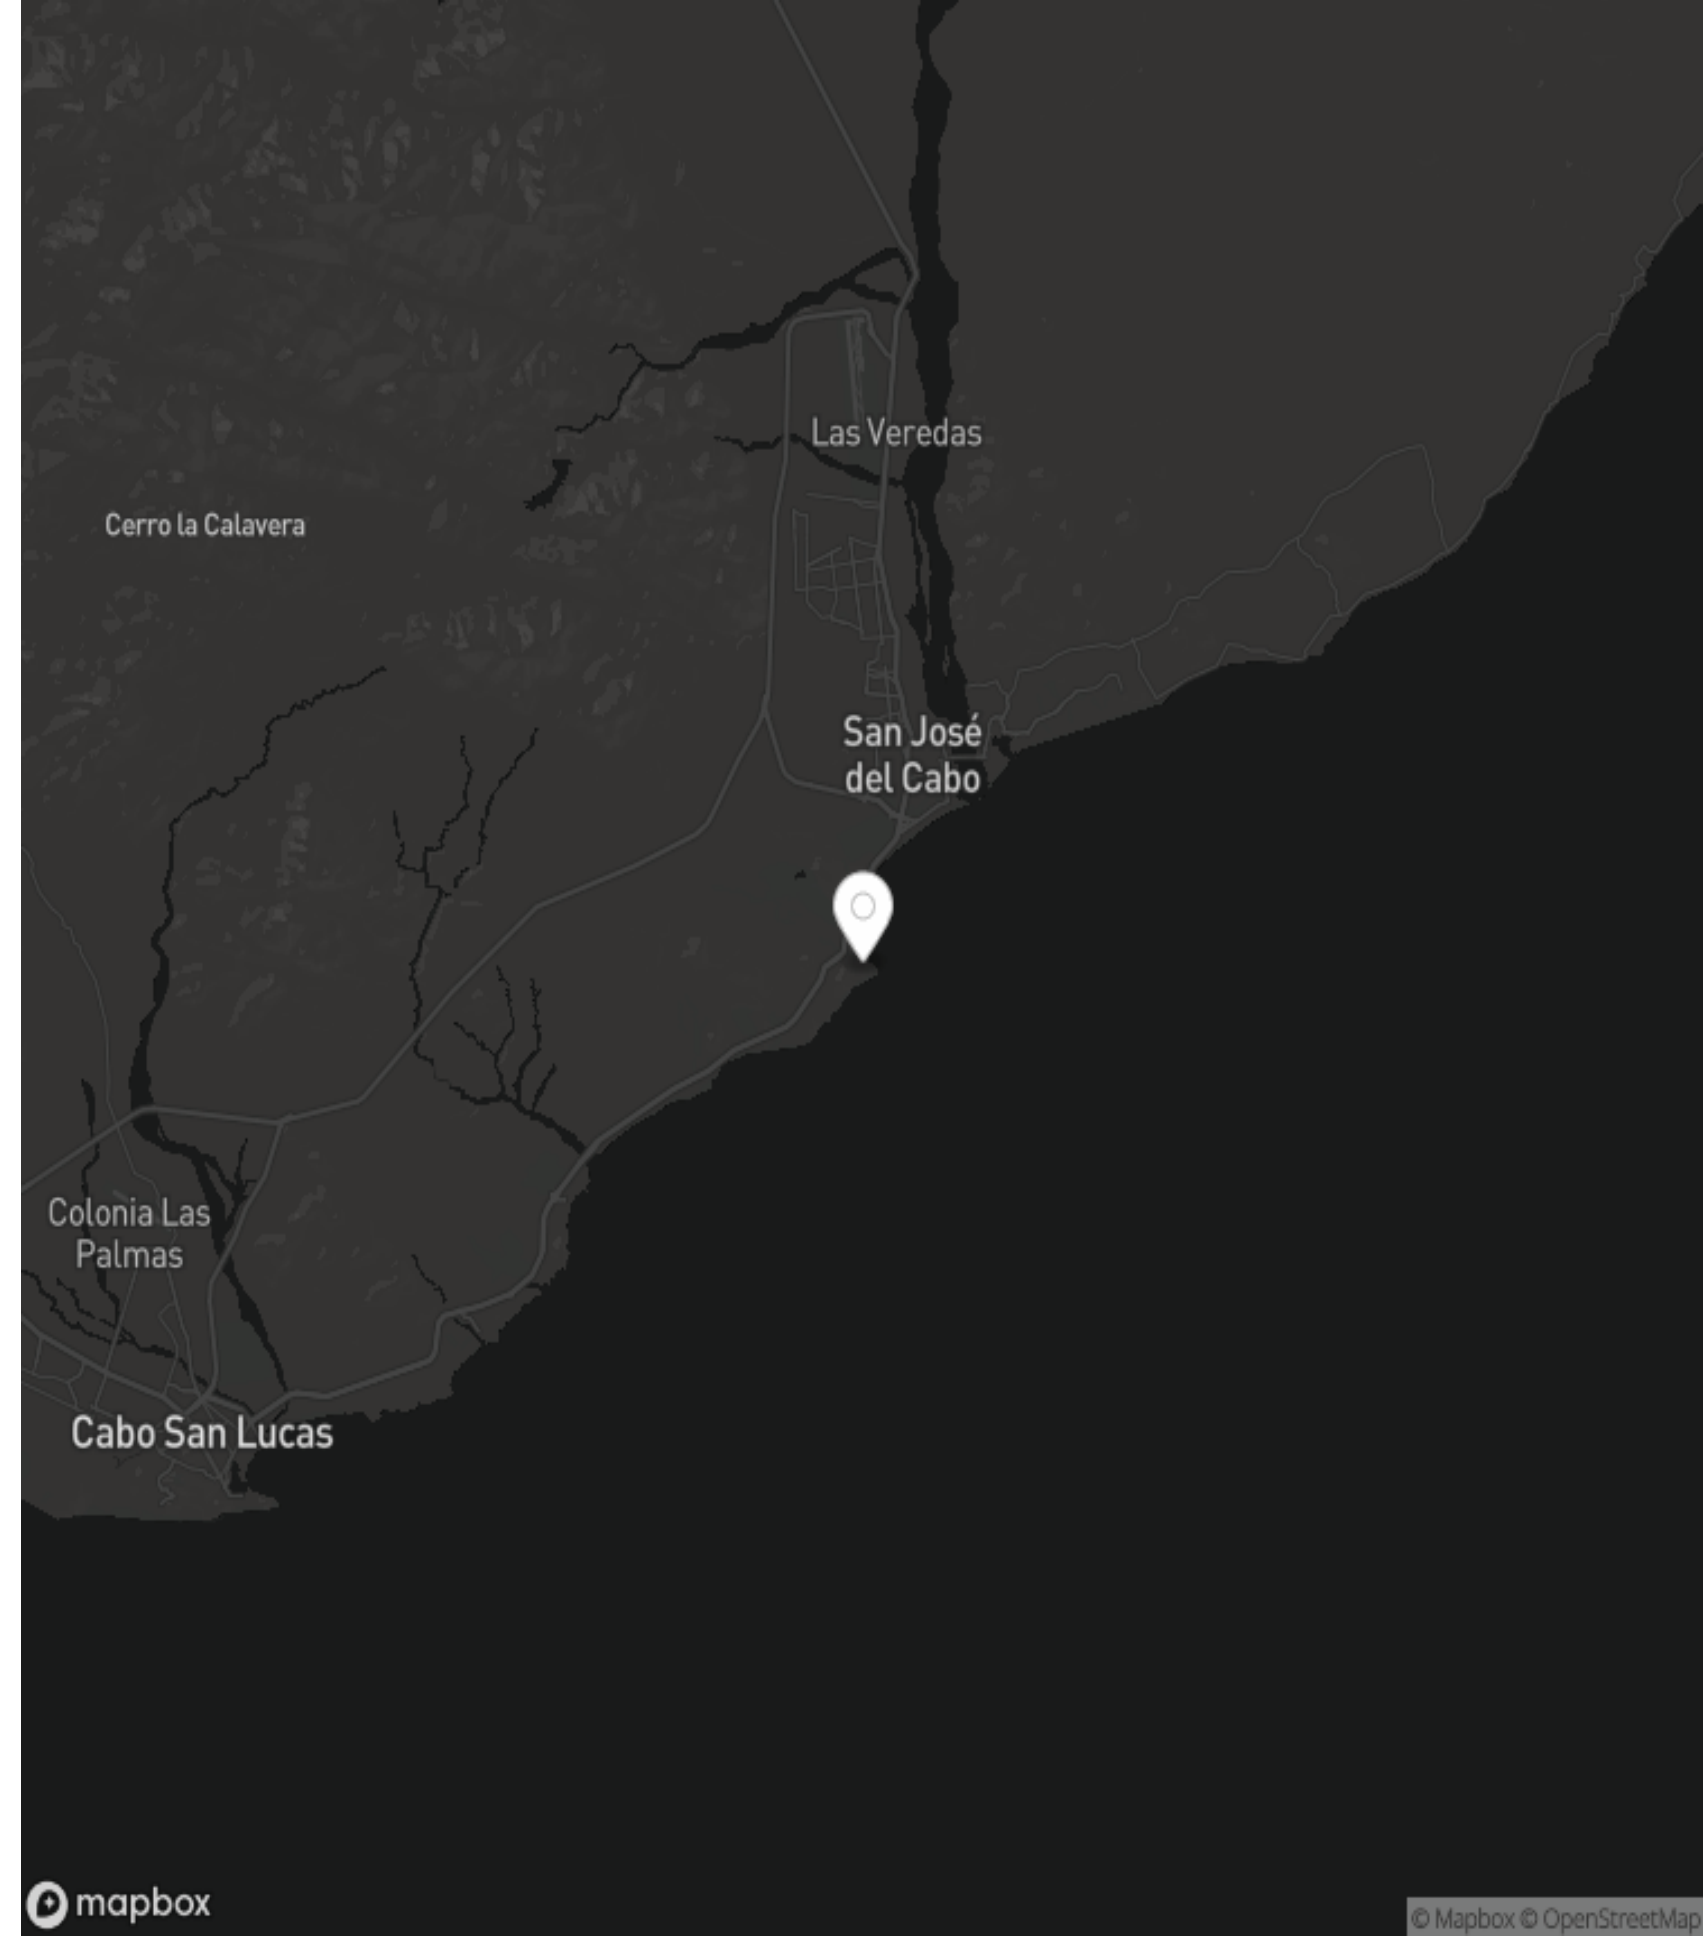 Las Veredas
Cerro la Calavera
San José
del Cabo
Colonia Las
Palmas
Cabo San Lucas
mapbox
© Mapbox © OpenStreetMap